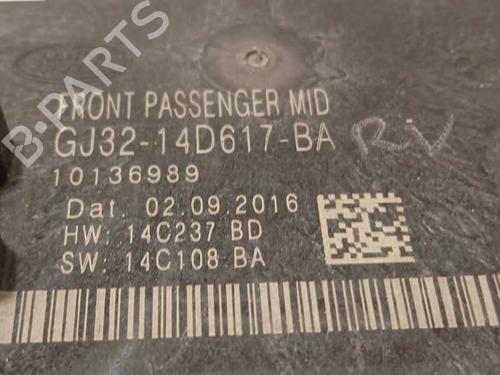 FRONT PASSENGER MID
GJ32-14D617-BA
10136989
Dat. 02.09.2016
HW: 14C237 BD
SW: 14C108 BA
B-PARTS